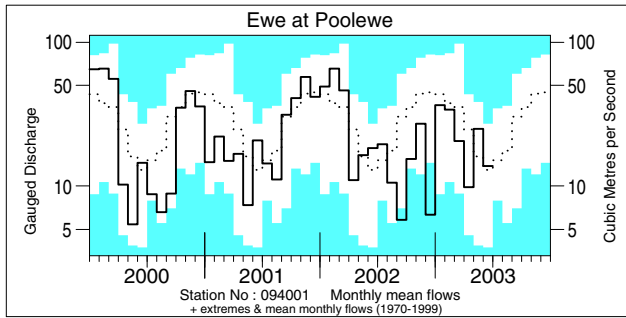 Ewe at Poolewe
100 100
50 50
10 10
5 5
Gauged Discharge
Cubic Metres per Second
2000 2001 2002 2003
Station No : 094001 Monthly mean flows
+ extremes & mean monthly flows (1970-1999)